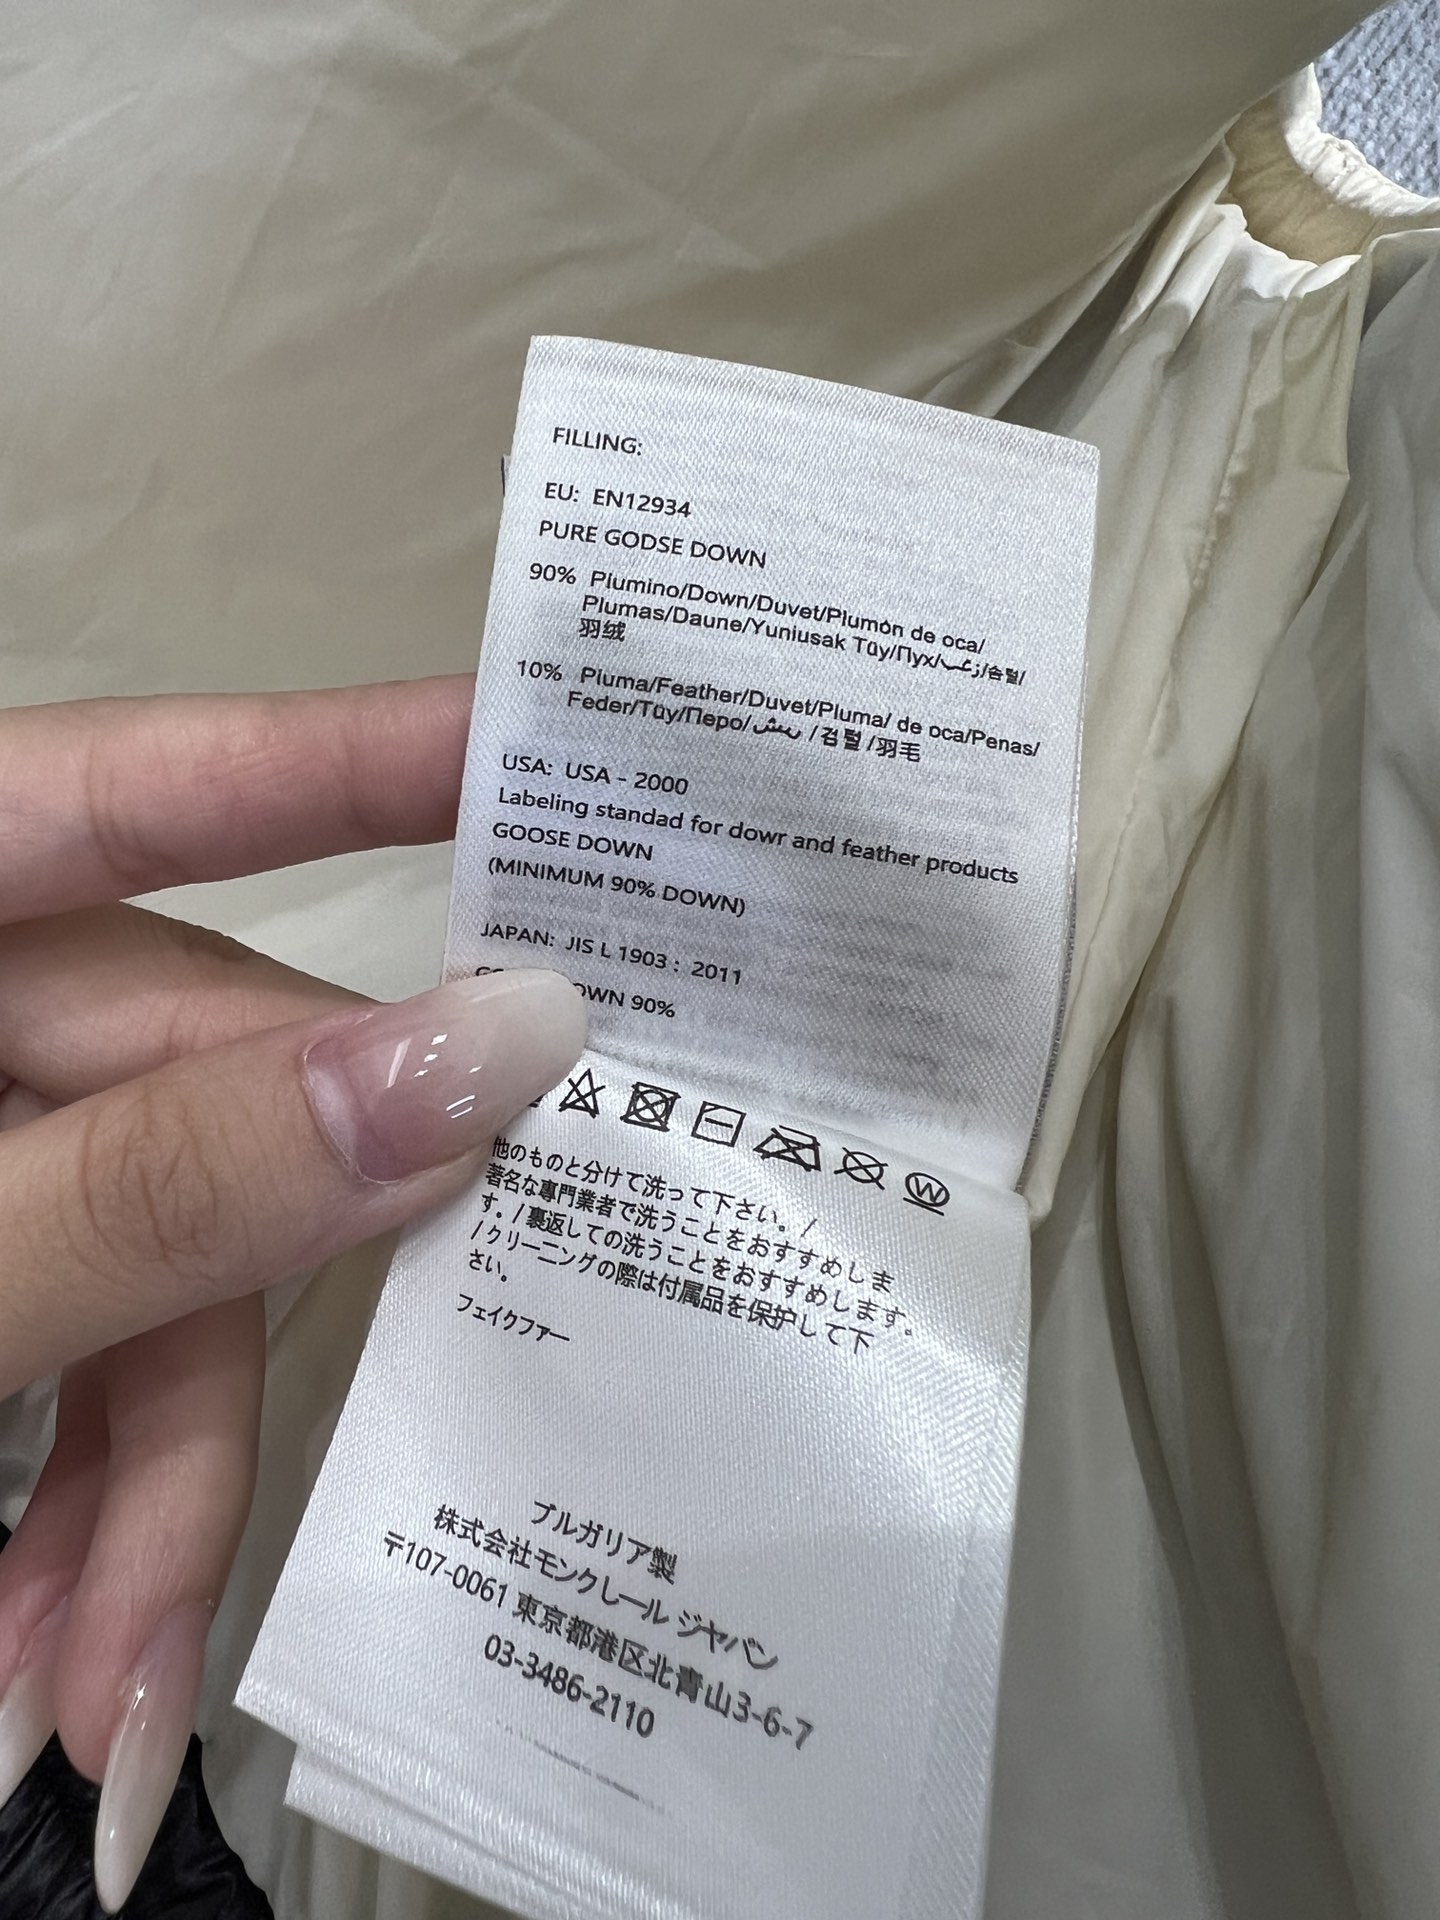 FILLING:
EU: EN12934
PURE GODSE DOWN
90% Plumino/Down/Duvet/Plumòn de oca/
Plumas/Daune/Yuniusak Tüy/Пух/زغب/솜털/
羽绒
10% Piuma/Feather/Duvet/Pluma/ de oca/Penas/
Feder/Tüy/Перо/ریش /검털 /羽毛
USA: USA - 2000
Labeling standad for dowr and feather products
GOOSE DOWN
(MINIMUM 90% DOWN)
JAPAN: JIS L 1903 : 2011
90%
W
他のものと分けて洗って下さい。/
著名な専門業者で洗うことをおすすめしま
す。/ 裏返しての洗うことをおすすめします。
/ クリーニングの際は付属品を保护して下
さい。
フェイクファー
ブルガリア製
株式会社モンクレール ジヤパン
〒107-0061 東京都港区北青山3-6-7
03-3486-2110